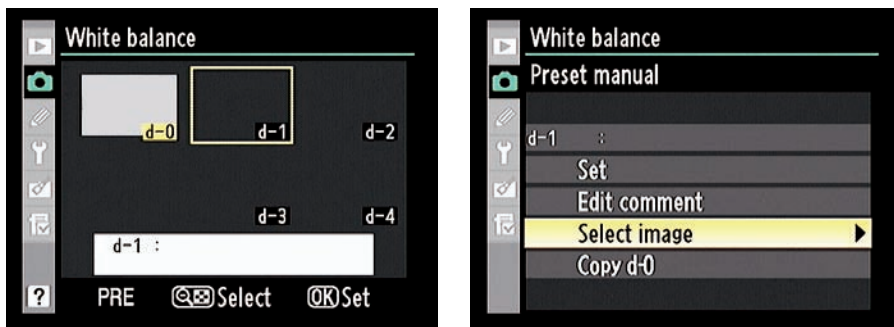 White balance
d-0
d-1
d-2
d-3
d-4
d-1 :
? PRE Select OK Set
White balance
Preset manual
d-1 :
Set
Edit comment
Select image
Copy d-0